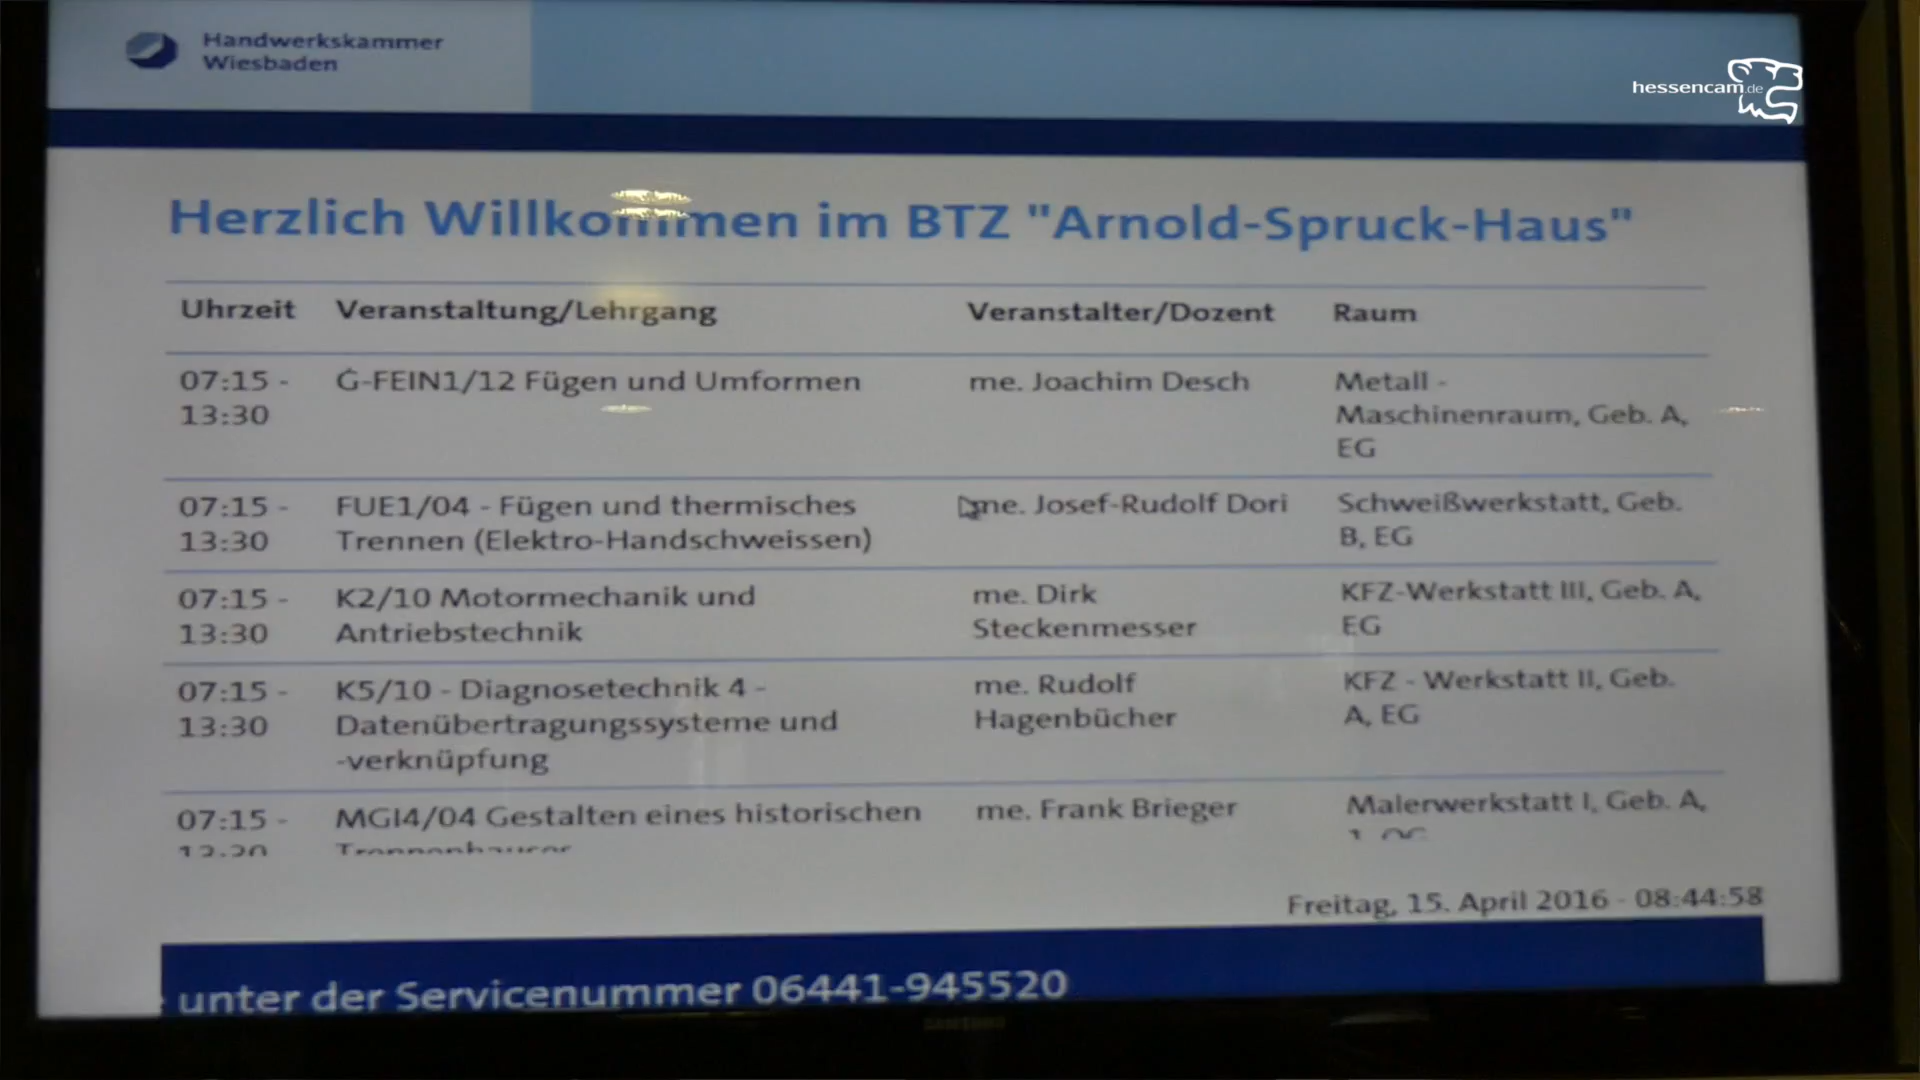 Handwerkskammer
Wiesbaden
hessencam.de
Herzlich Willkommen im BTZ "Arnold-Spruck-Haus"
Uhrzeit Veranstaltung/Lehrgang Veranstalter/Dozent Raum
07:15 - G-FEIN1/12 Fügen und Umformen me. Joachim Desch Metall -
13:30 Maschinenraum, Geb. A,
EG
07:15 - FUE1/04 - Fügen und thermisches me. Josef-Rudolf Dori Schweißwerkstatt, Geb.
13:30 Trennen (Elektro-Handschweissen) B, EG
07:15 - K2/10 Motormechanik und me. Dirk KFZ-Werkstatt III, Geb. A,
13:30 Antriebstechnik Steckenmesser EG
07:15 - K5/10 - Diagnosetechnik 4 - me. Rudolf KFZ - Werkstatt II, Geb.
13:30 Datenübertragungssysteme und Hagenbücher A, EG
-verknüpfung
07:15 - MGI4/04 Gestalten eines historischen me. Frank Brieger Malerwerkstatt I, Geb. A,
Freitag, 15. April 2016 - 08:44:58
unter der Servicenummer 06441-945520
SAMSUNG